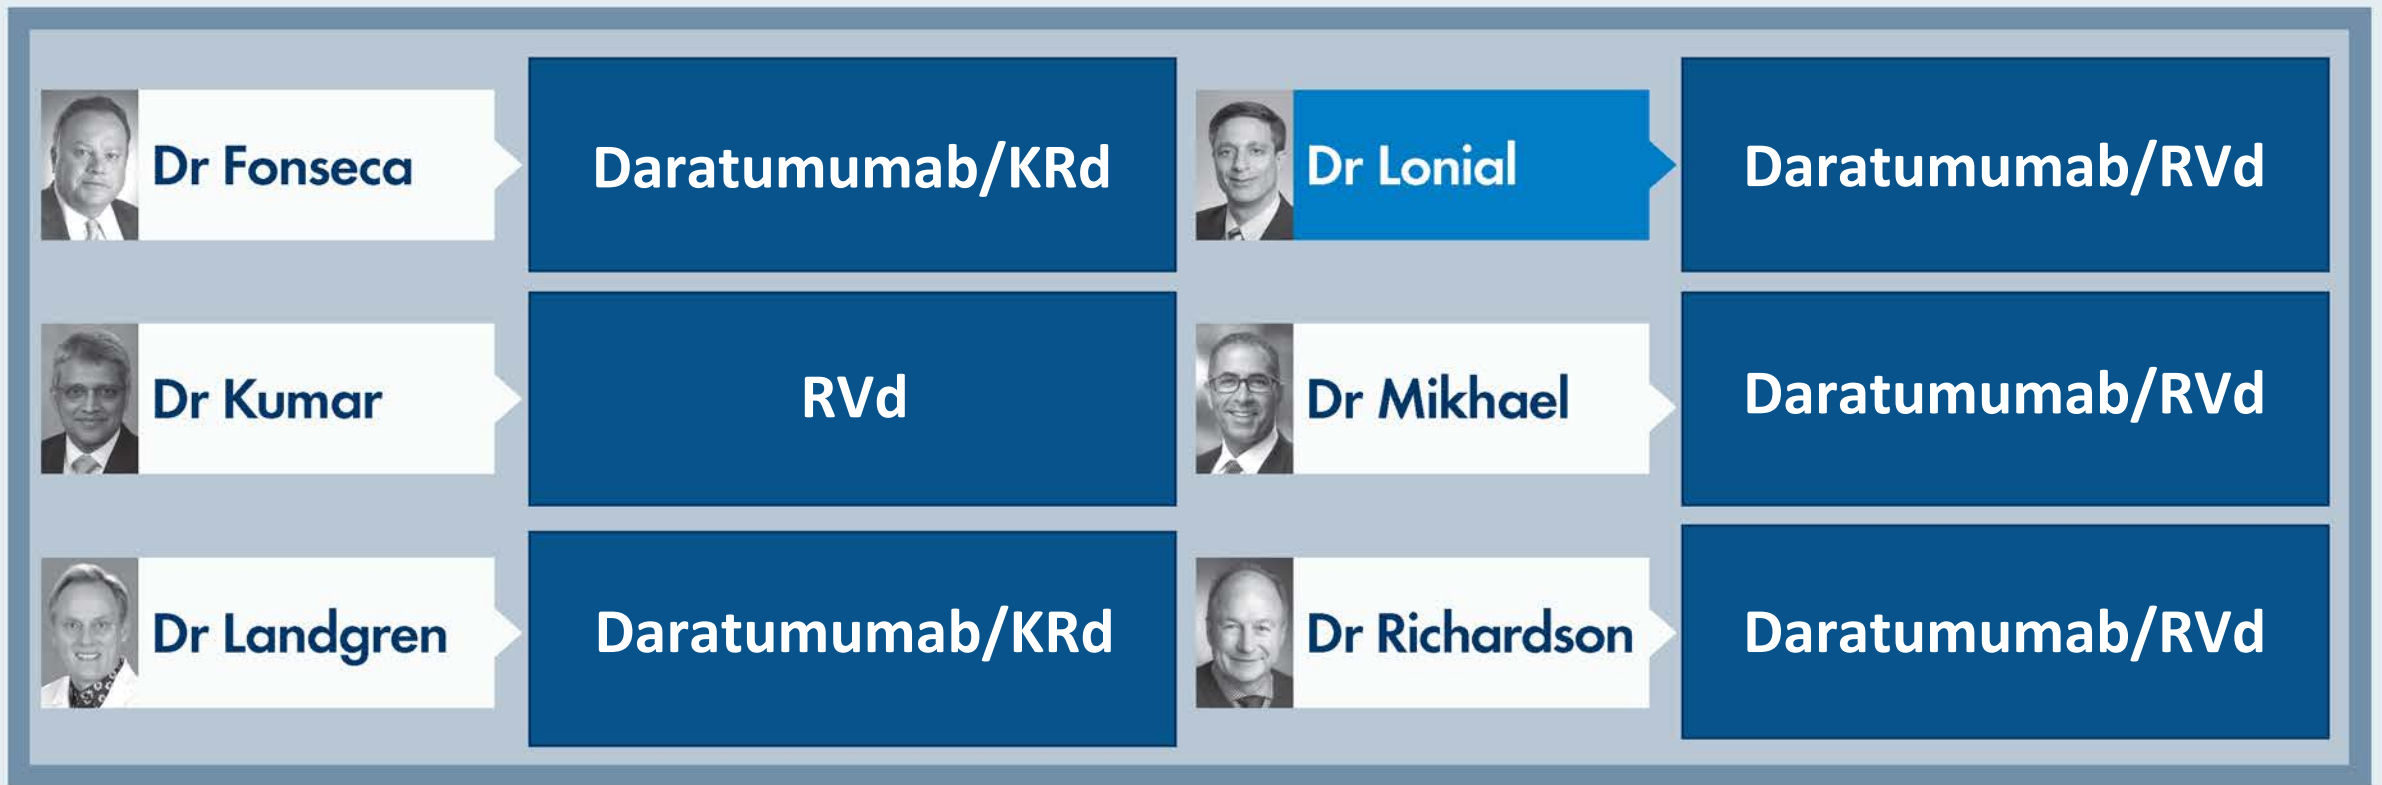 Dr Fonseca
Daratumumab/KRd
Dr Lonial
Daratumumab/RVd
Dr Kumar
RVd
Dr Mikhael
Daratumumab/RVd
Dr Landgren
Daratumumab/KRd
Dr Richardson
Daratumumab/RVd